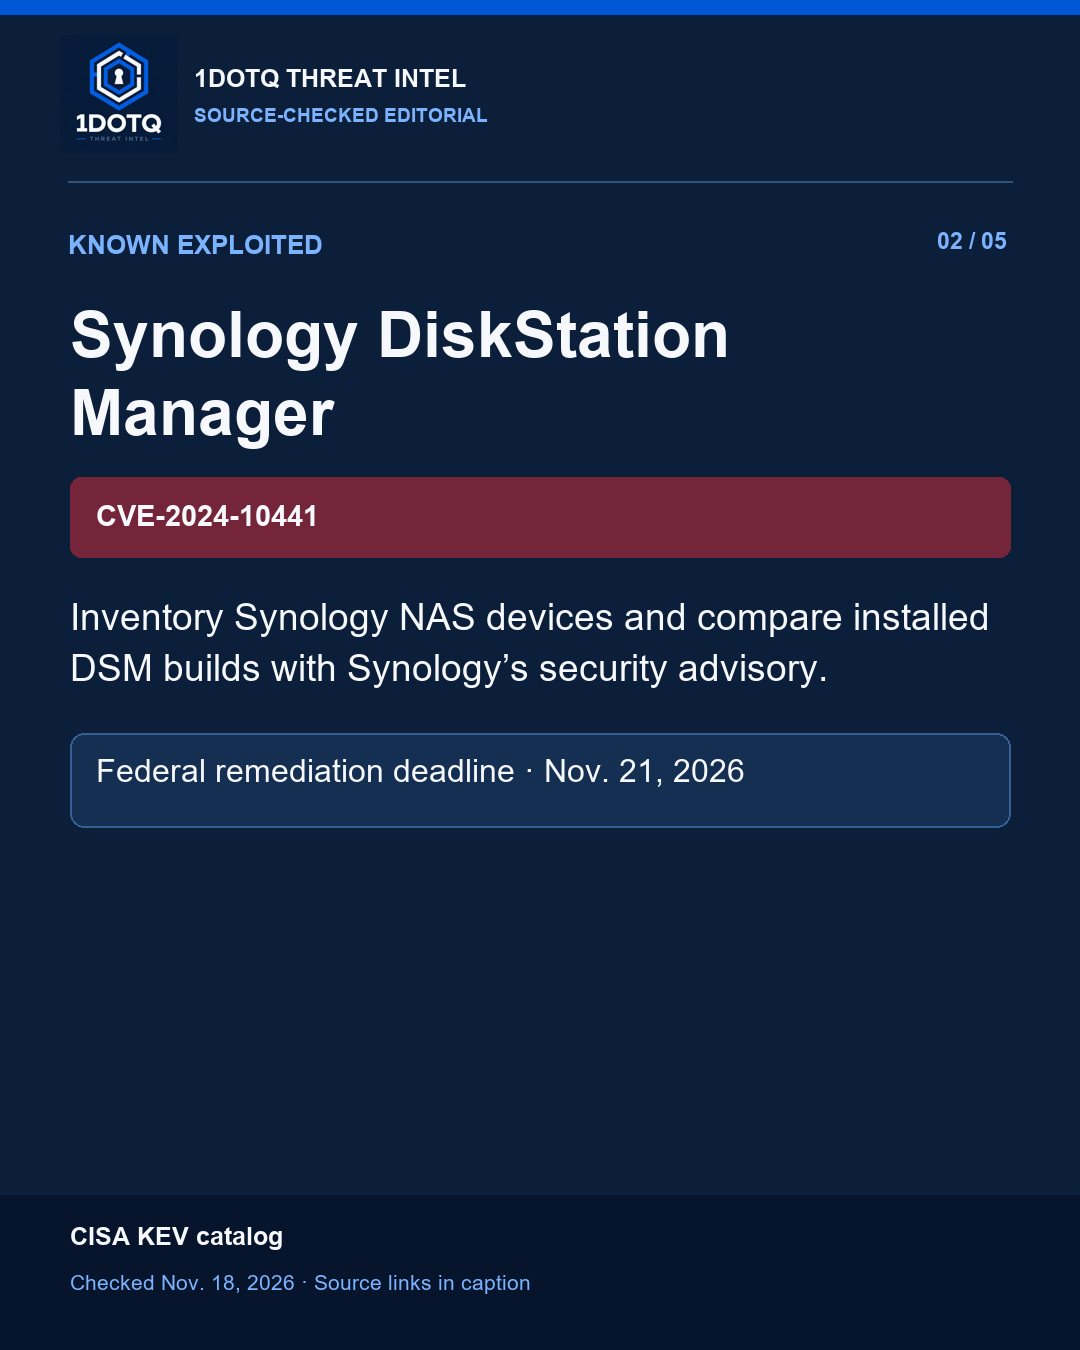 1DOTQ
THREAT INTEL
1DOTQ THREAT INTEL
SOURCE-CHECKED EDITORIAL
KNOWN EXPLOITED
02 / 05
Synology DiskStation
Manager
CVE-2024-10441
Inventory Synology NAS devices and compare installed
DSM builds with Synology’s security advisory.
Federal remediation deadline · Nov. 21, 2026
CISA KEV catalog
Checked Nov. 18, 2026 · Source links in caption